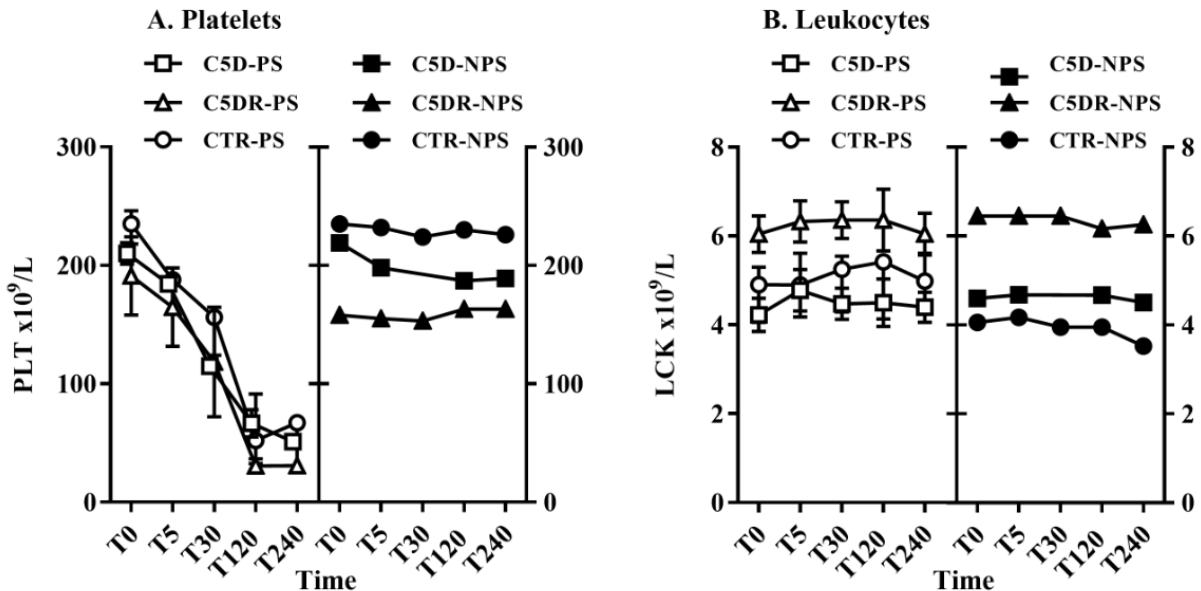 A. Platelets
C5D-PS
C5DR-PS
CTR-PS
C5D-NPS
C5DR-NPS
CTR-NPS
PLT x10⁹/L
300
200
100
0
300
200
100
0
T0 T5 T30 T120 T240
T0 T5 T30 T120 T240
Time
B. Leukocytes
C5D-PS
C5DR-PS
CTR-PS
C5D-NPS
C5DR-NPS
CTR-NPS
LCK x10⁹/L
8
6
4
2
0
8
6
4
2
0
T0 T5 T30 T120 T240
T0 T5 T30 T120 T240
Time